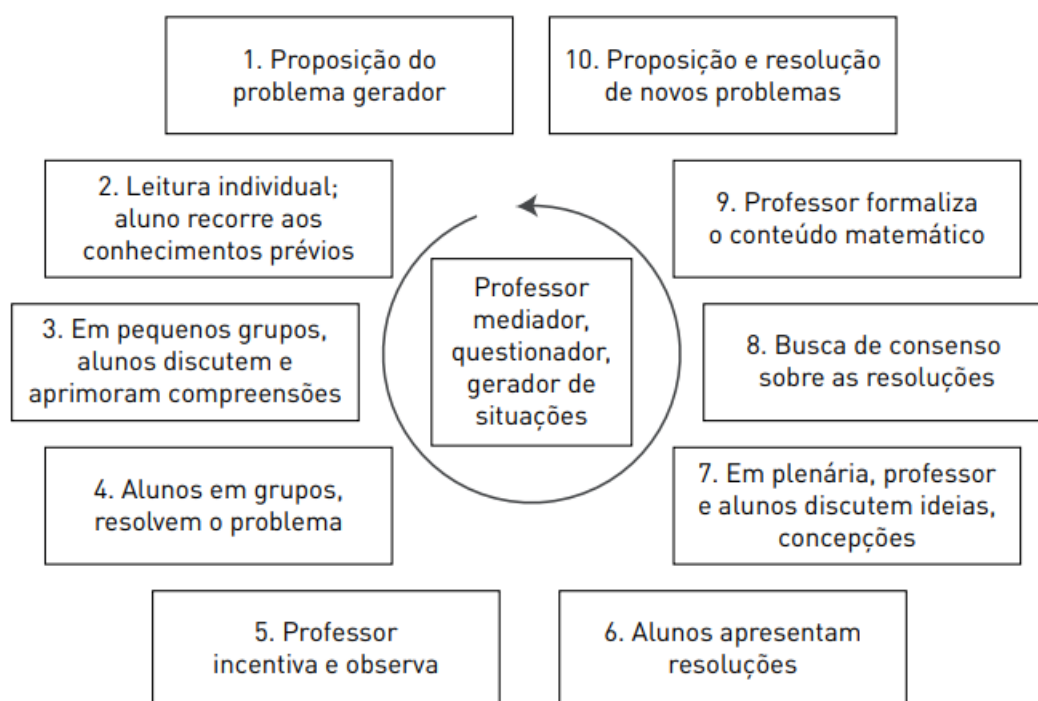 1. Proposição do
problema gerador
2. Leitura individual;
aluno recorre aos
conhecimentos prévios
3. Em pequenos grupos,
alunos discutem e
aprimoram compreensões
4. Alunos em grupos,
resolvem o problema
5. Professor
incentiva e observa
6. Alunos apresentam
resoluções
7. Em plenária, professor
e alunos discutem ideias,
concepções
8. Busca de consenso
sobre as resoluções
9. Professor formaliza
o conteúdo matemático
10. Proposição e resolução
de novos problemas
Professor
mediador,
questionador,
gerador de
situações